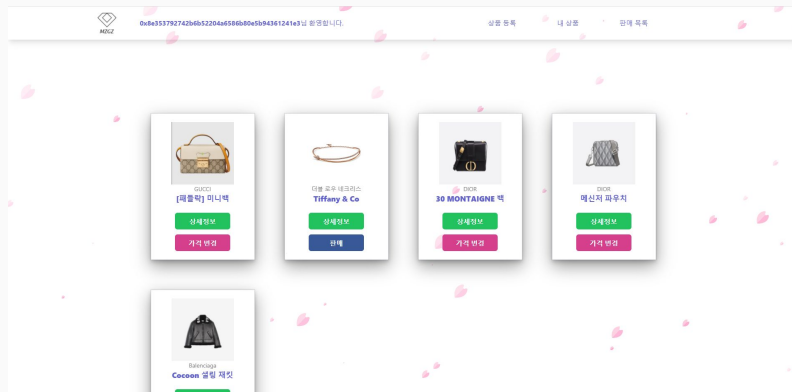 MZGZ
0x8e353792742b6b52204a6586b80e5b94361241e3님 환영합니다.
상품 등록
내 상품
판매 목록
GUCCI
[패들락] 미니백
상세정보
가격 변경
더블 로우 네크리스
Tiffany & Co
상세정보
판매
DIOR
30 MONTAIGNE 백
상세정보
가격 변경
DIOR
메신저 파우치
상세정보
가격 변경
Balenciaga
Cocoon 셜링 재킷